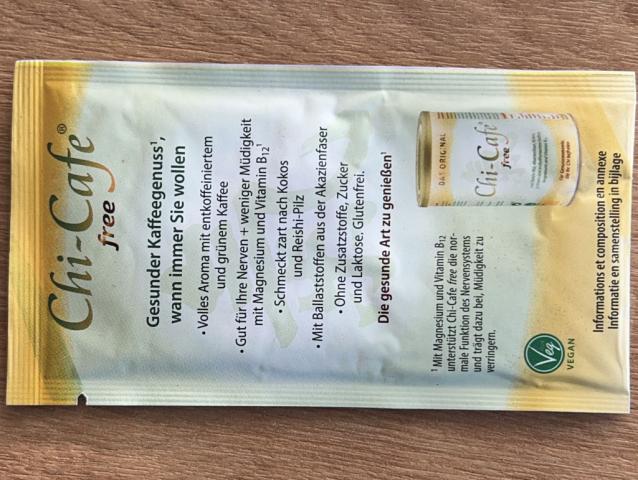 Chi-Cafe®
free
Gesunder Kaffeegenuss¹,
wann immer Sie wollen
• Volles Aroma mit entkoffeiniertem
und grünem Kaffee
• Gut für Ihre Nerven + weniger Müdigkeit
mit Magnesium und Vitamin B₁₂¹
• Schmeckt zart nach Kokos
und Reishi-Pilz
• Mit Ballaststoffen aus der Akazienfaser
• Ohne Zusatzstoffe, Zucker
und Laktose. Glutenfrei.
Die gesunde Art zu genießen¹
DAS ORIGINAL
Chi-Cafe®
free
¹ Mit Magnesium und Vitamin B₁₂
unterstützt Chi-Cafe free die nor-
male Funktion des Nervensystems
und trägt dazu bei, Müdigkeit zu
verringern.
Veg
VEGAN
Informations et composition en annexe
Informatie en samenstelling in bijlage